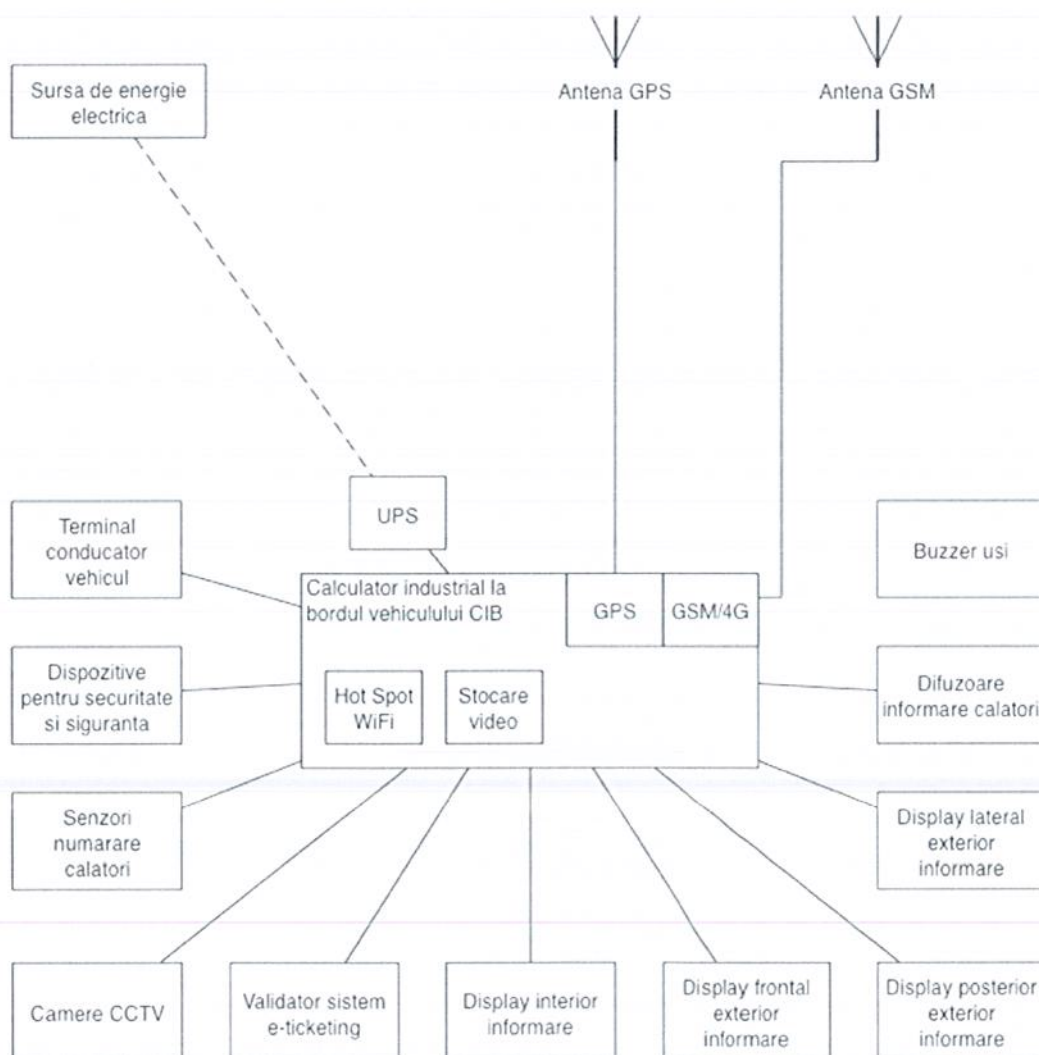 Sursa de energie
electrica
Antena GPS
Antena GSM
UPS
Terminal
conducator
vehicul
Buzzer usi
Calculator industrial la
bordul vehiculului CIB
GPS
GSM/4G
Dispozitive
pentru securitate
si siguranta
Hot Spot
WiFi
Stocare
video
Difuzoare
informare calatori
Senzori
numarare
calatori
Display lateral
exterior
informare
Camere CCTV
Validator sistem
e-ticketing
Display interior
informare
Display frontal
exterior
informare
Display posterior
exterior
informare